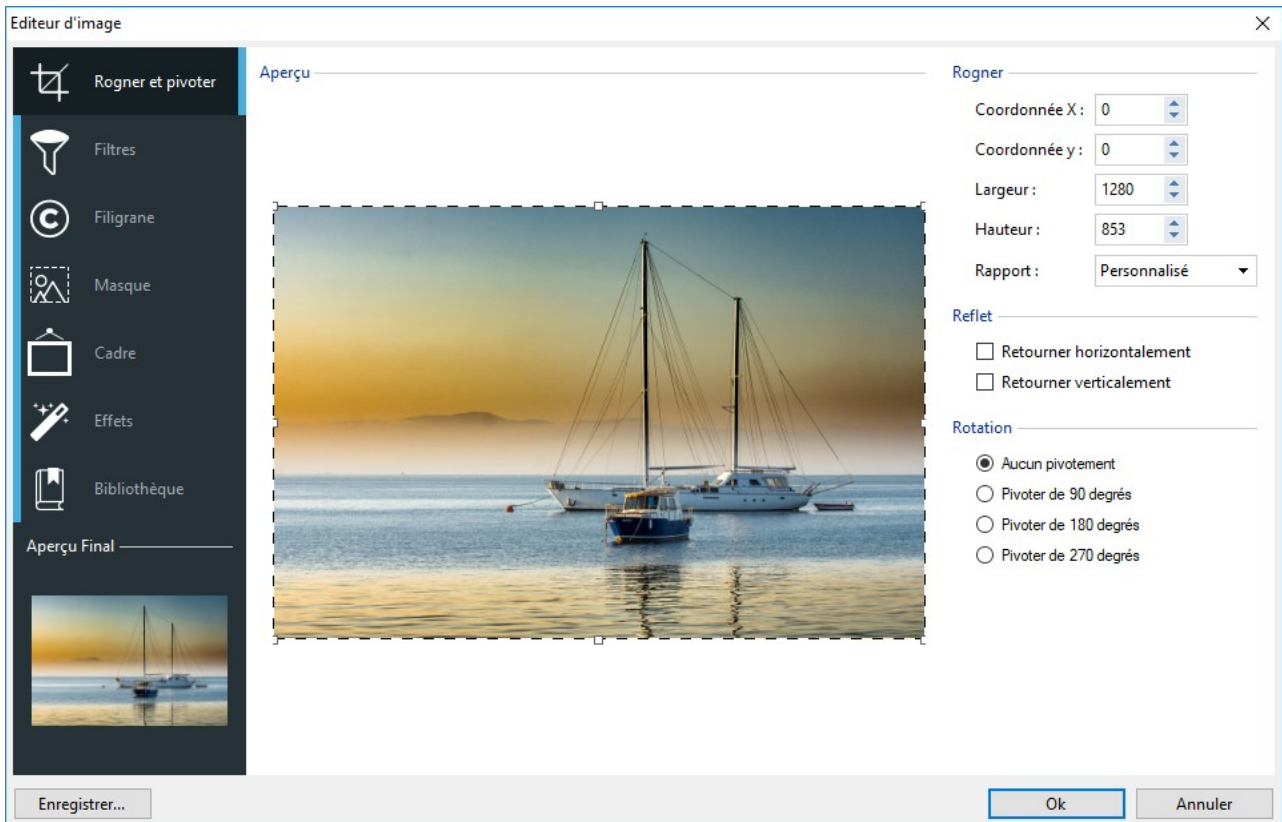 Editeur d'image
Rogner et pivoter
Filtres
Filigrane
Masque
Cadre
Effets
Bibliothèque
Aperçu Final
Aperçu
Rogner
Coordonnée X : 0
Coordonnée y : 0
Largeur : 1280
Hauteur : 853
Rapport : Personnalisé
Reflet
Retourner horizontalement
Retourner verticalement
Rotation
Aucun pivotement
Pivoter de 90 degrés
Pivoter de 180 degrés
Pivoter de 270 degrés
Enregistrer...
Ok
Annuler